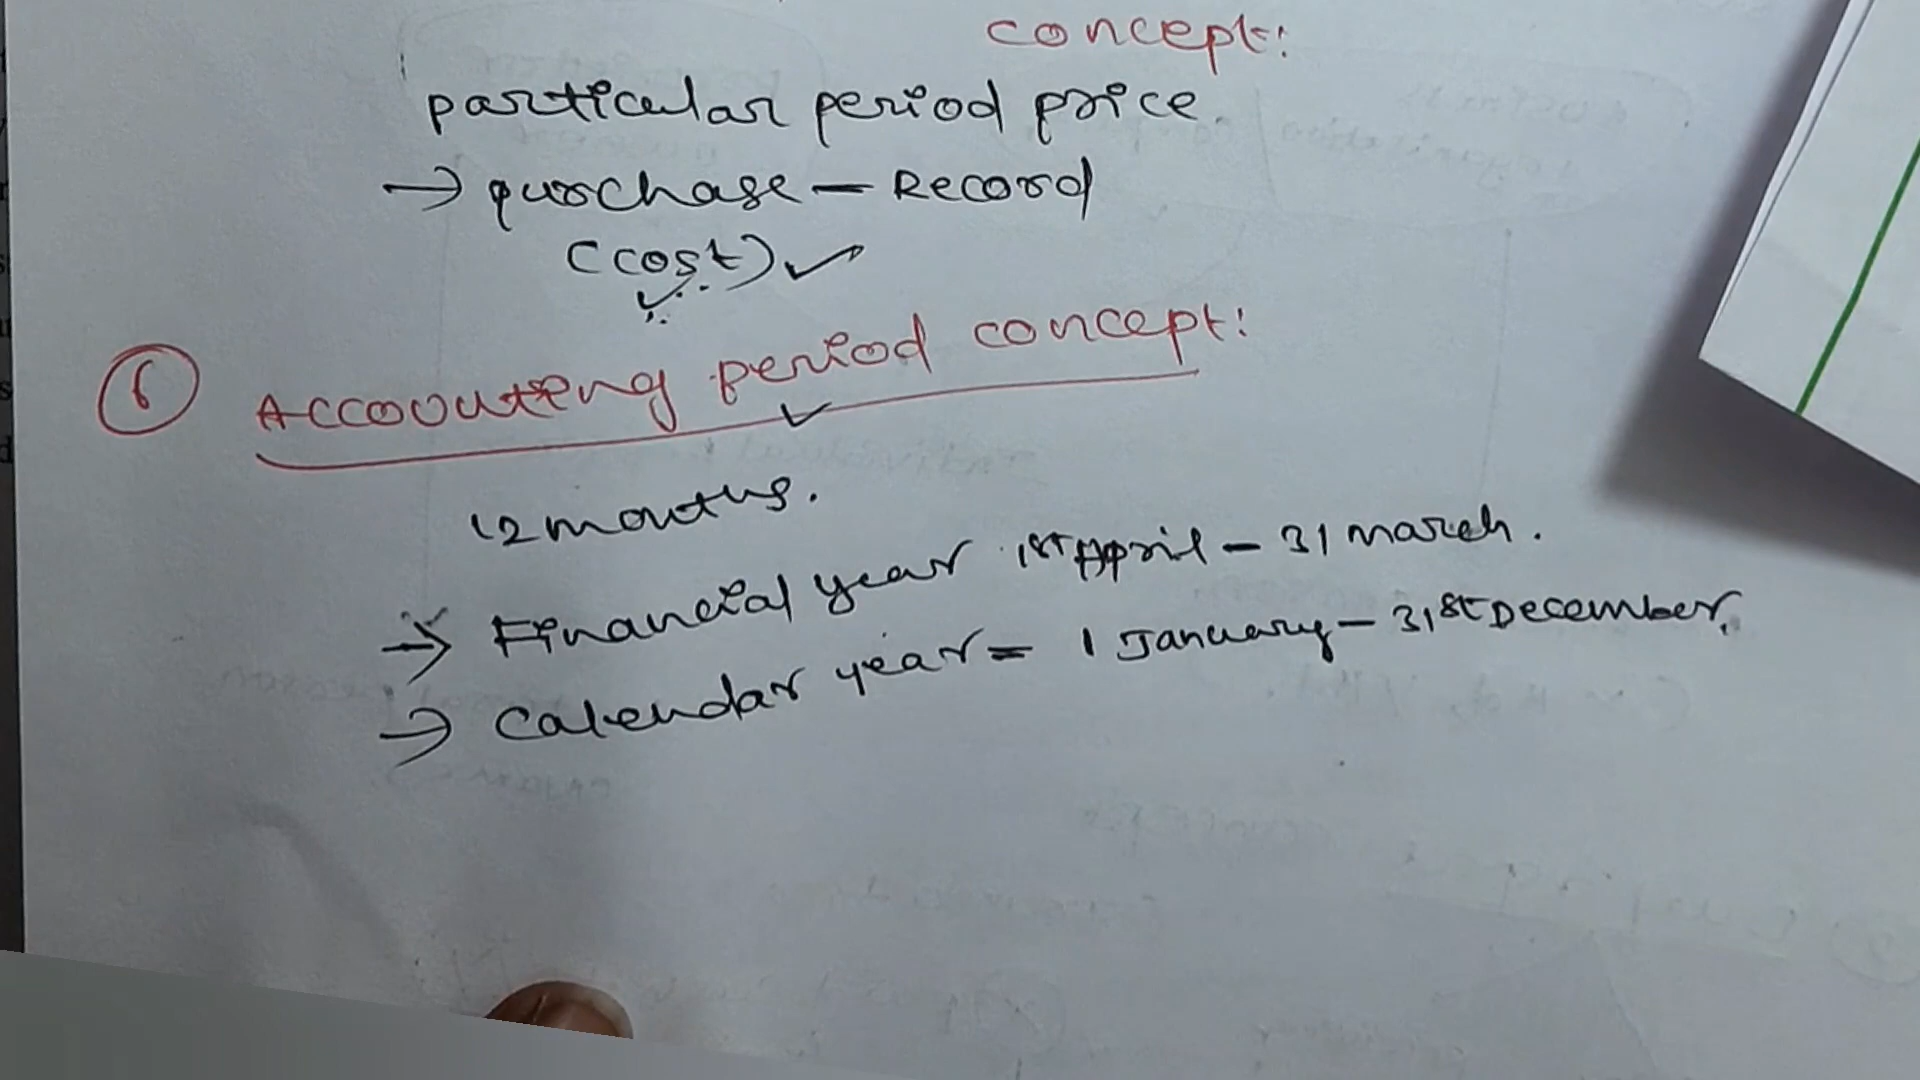 concept:
particular period price.
→ purchase - Record
(cost) ✓
6 Accounting period concept:
12 months.
→ Financial year 1st April - 31 march.
→ Calendar year = 1 January - 31st December.